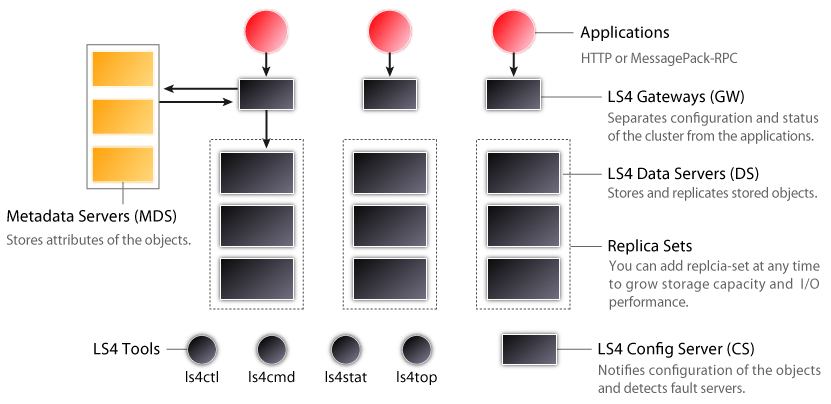 Applications
HTTP or MessagePack-RPC
LS4 Gateways (GW)
Separates configuration and status
of the cluster from the applications.
LS4 Data Servers (DS)
Stores and replicates stored objects.
Metadata Servers (MDS)
Stores attributes of the objects.
Replica Sets
You can add replcia-set at any time
to grow storage capacity and I/O
performance.
LS4 Tools
ls4ctl
ls4cmd
ls4stat
ls4top
LS4 Config Server (CS)
Notifies configuration of the objects
and detects fault servers.